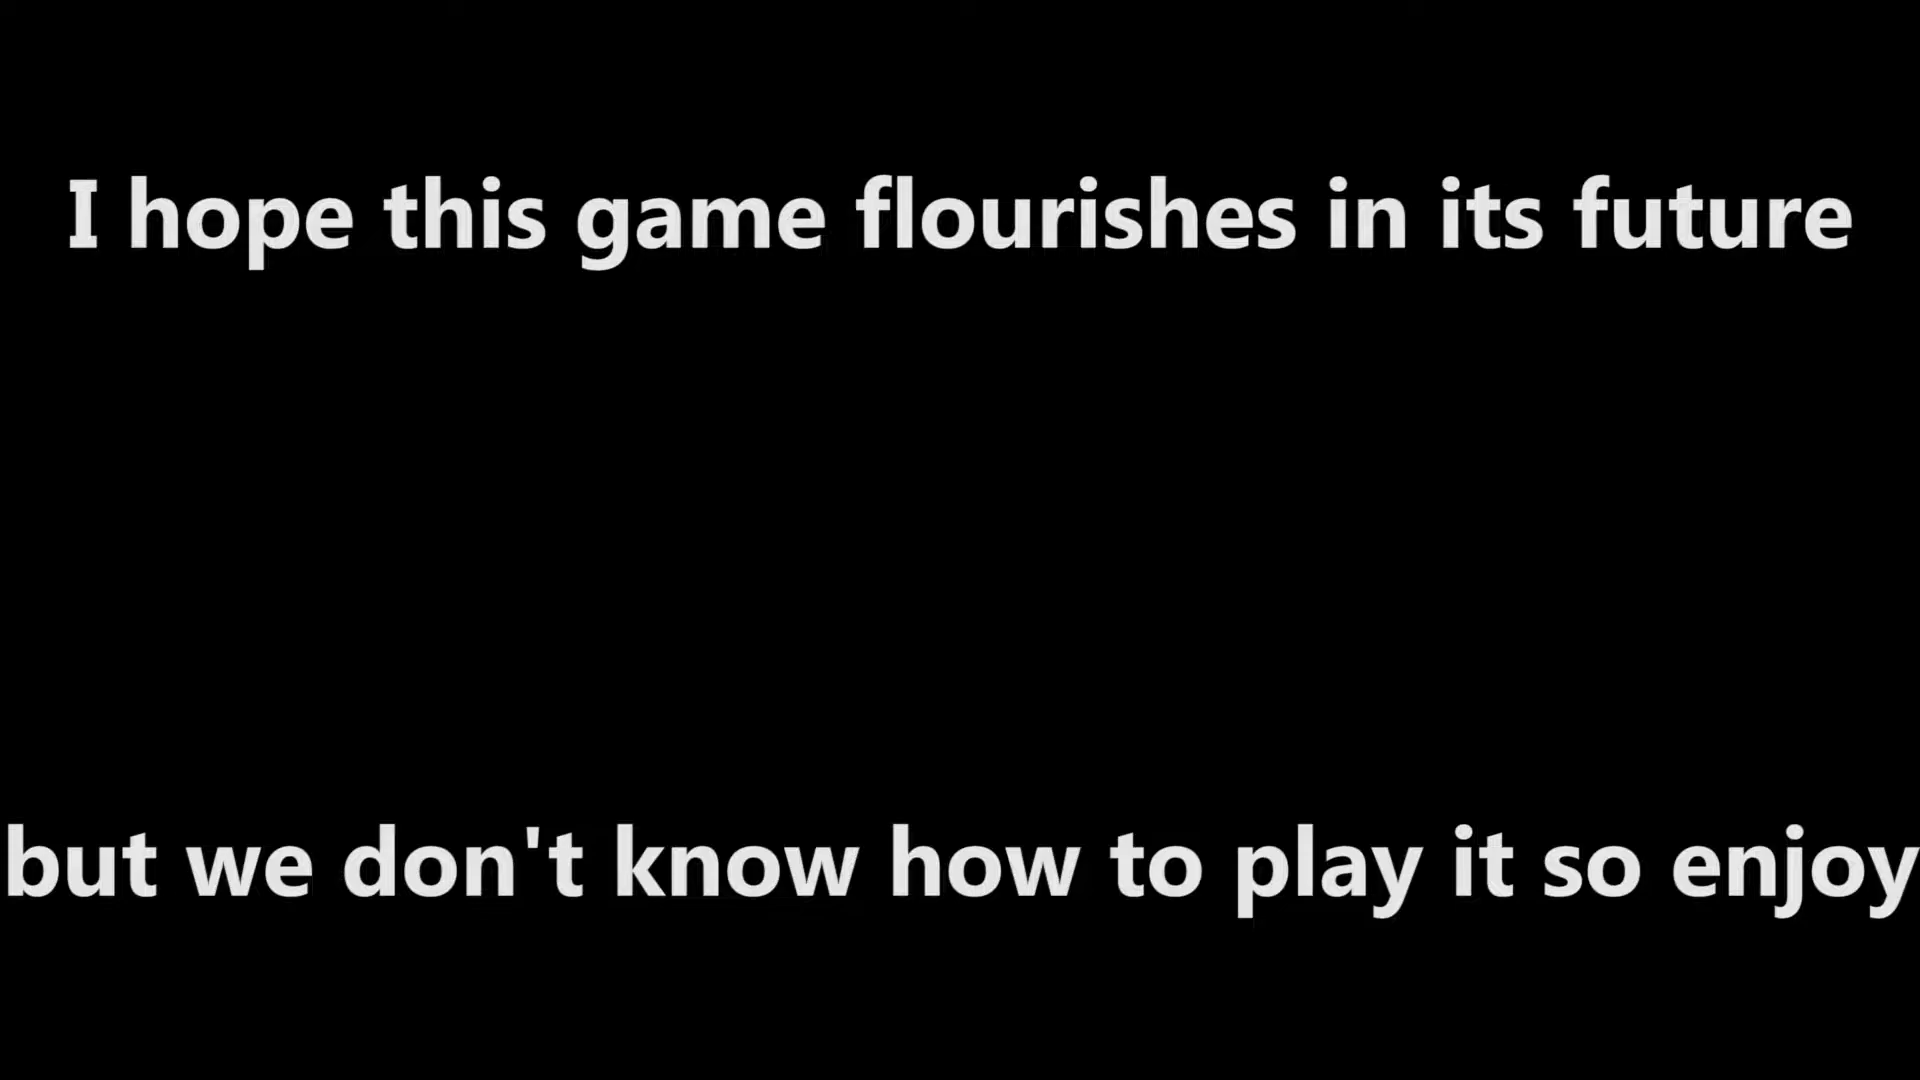 I hope this game flourishes in its future
but we don't know how to play it so enjoy